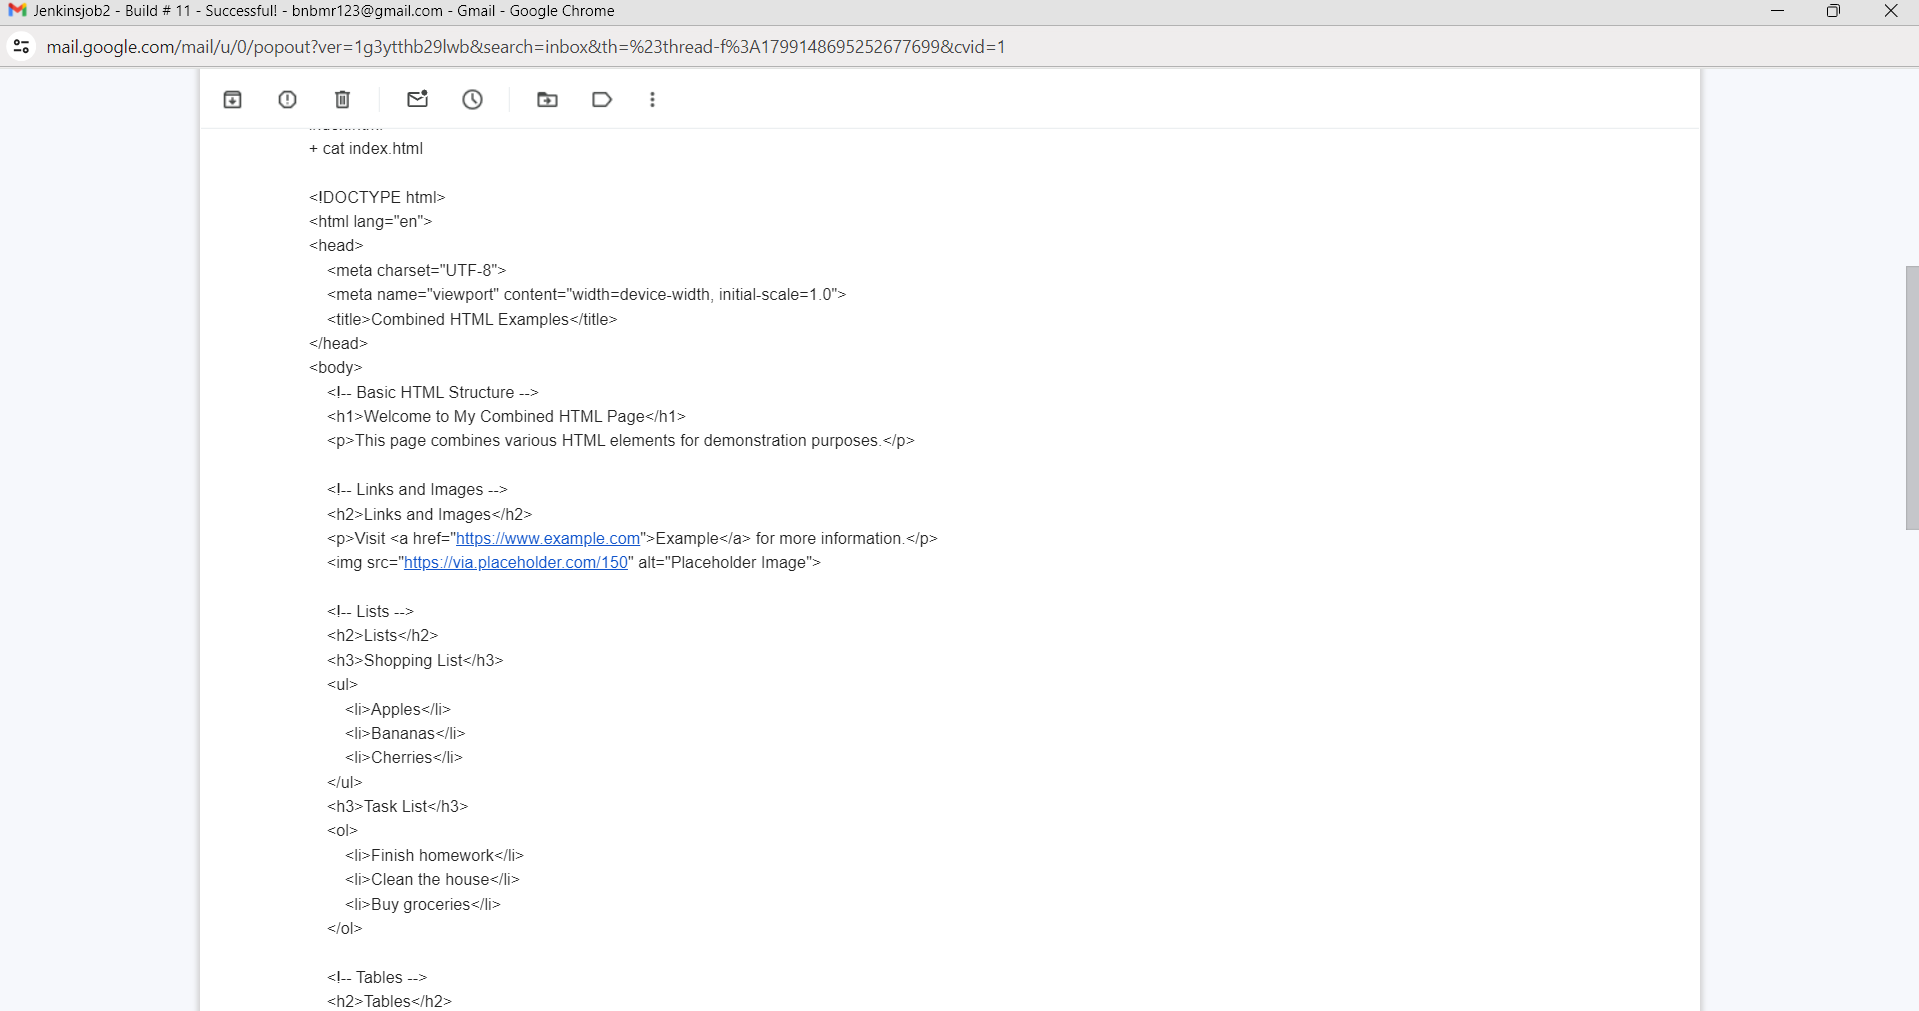 Jenkinsjob2 - Build # 11 - Successful! - bnbmr123@gmail.com - Gmail - Google Chrome
mail.google.com/mail/u/0/popout?ver=1g3ytthb29lwb&search=inbox&th=%23thread-f%3A1799148695252677699&cvid=1
+ cat index.html
<!DOCTYPE html>
<html lang="en">
<head>
<meta charset="UTF-8">
<meta name="viewport" content="width=device-width, initial-scale=1.0">
<title>Combined HTML Examples</title>
</head>
<body>
<!-- Basic HTML Structure -->
<h1>Welcome to My Combined HTML Page</h1>
<p>This page combines various HTML elements for demonstration purposes.</p>
<!-- Links and Images -->
<h2>Links and Images</h2>
<p>Visit <a href="https://www.example.com">Example</a> for more information.</p>
<img src="https://via.placeholder.com/150" alt="Placeholder Image">
<!-- Lists -->
<h2>Lists</h2>
<h3>Shopping List</h3>
<ul>
<li>Apples</li>
<li>Bananas</li>
<li>Cherries</li>
</ul>
<h3>Task List</h3>
<ol>
<li>Finish homework</li>
<li>Clean the house</li>
<li>Buy groceries</li>
</ol>
<!-- Tables -->
<h2>Tables</h2>